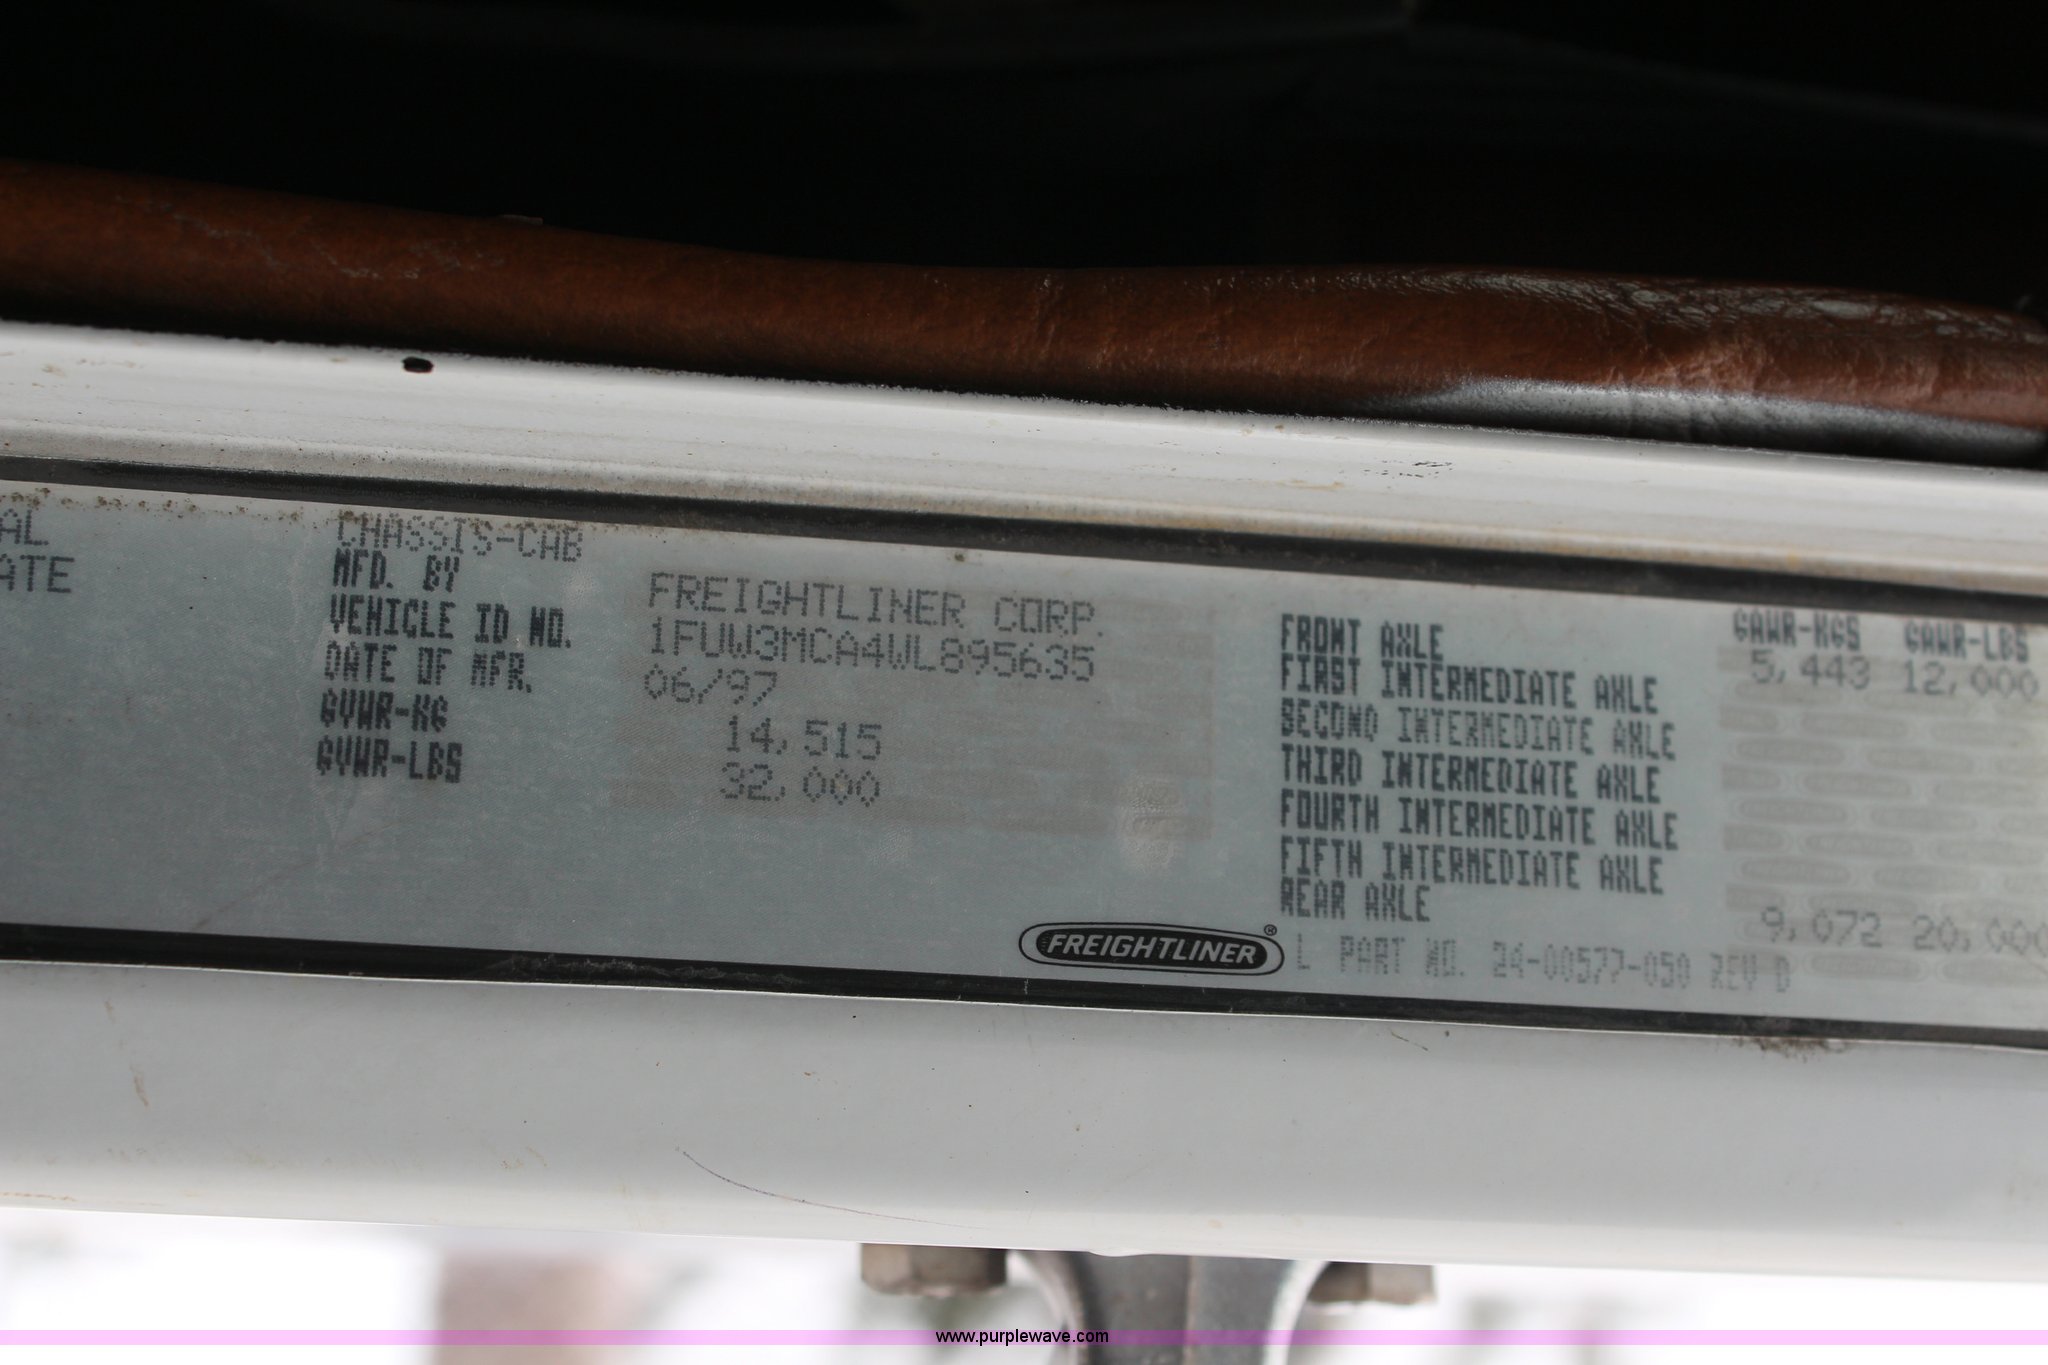 AL
ATE
CHASSIS-CAB
MFD. BY FREIGHTLINER CORP.
VEHICLE ID NO. 1FUW3MCA4WL895635
DATE OF MFR. 06/97
GVWR-KG 14,515
GVWR-LBS 32,000
GAWR-KGS GAWR-LBS
FRONT AXLE 5,443 12,000
FIRST INTERMEDIATE AXLE
SECOND INTERMEDIATE AXLE
THIRD INTERMEDIATE AXLE
FOURTH INTERMEDIATE AXLE
FIFTH INTERMEDIATE AXLE
REAR AXLE 9,072 20,000
FREIGHTLINER®
L PART NO. 24-00577-050 REV D
www.purplewave.com